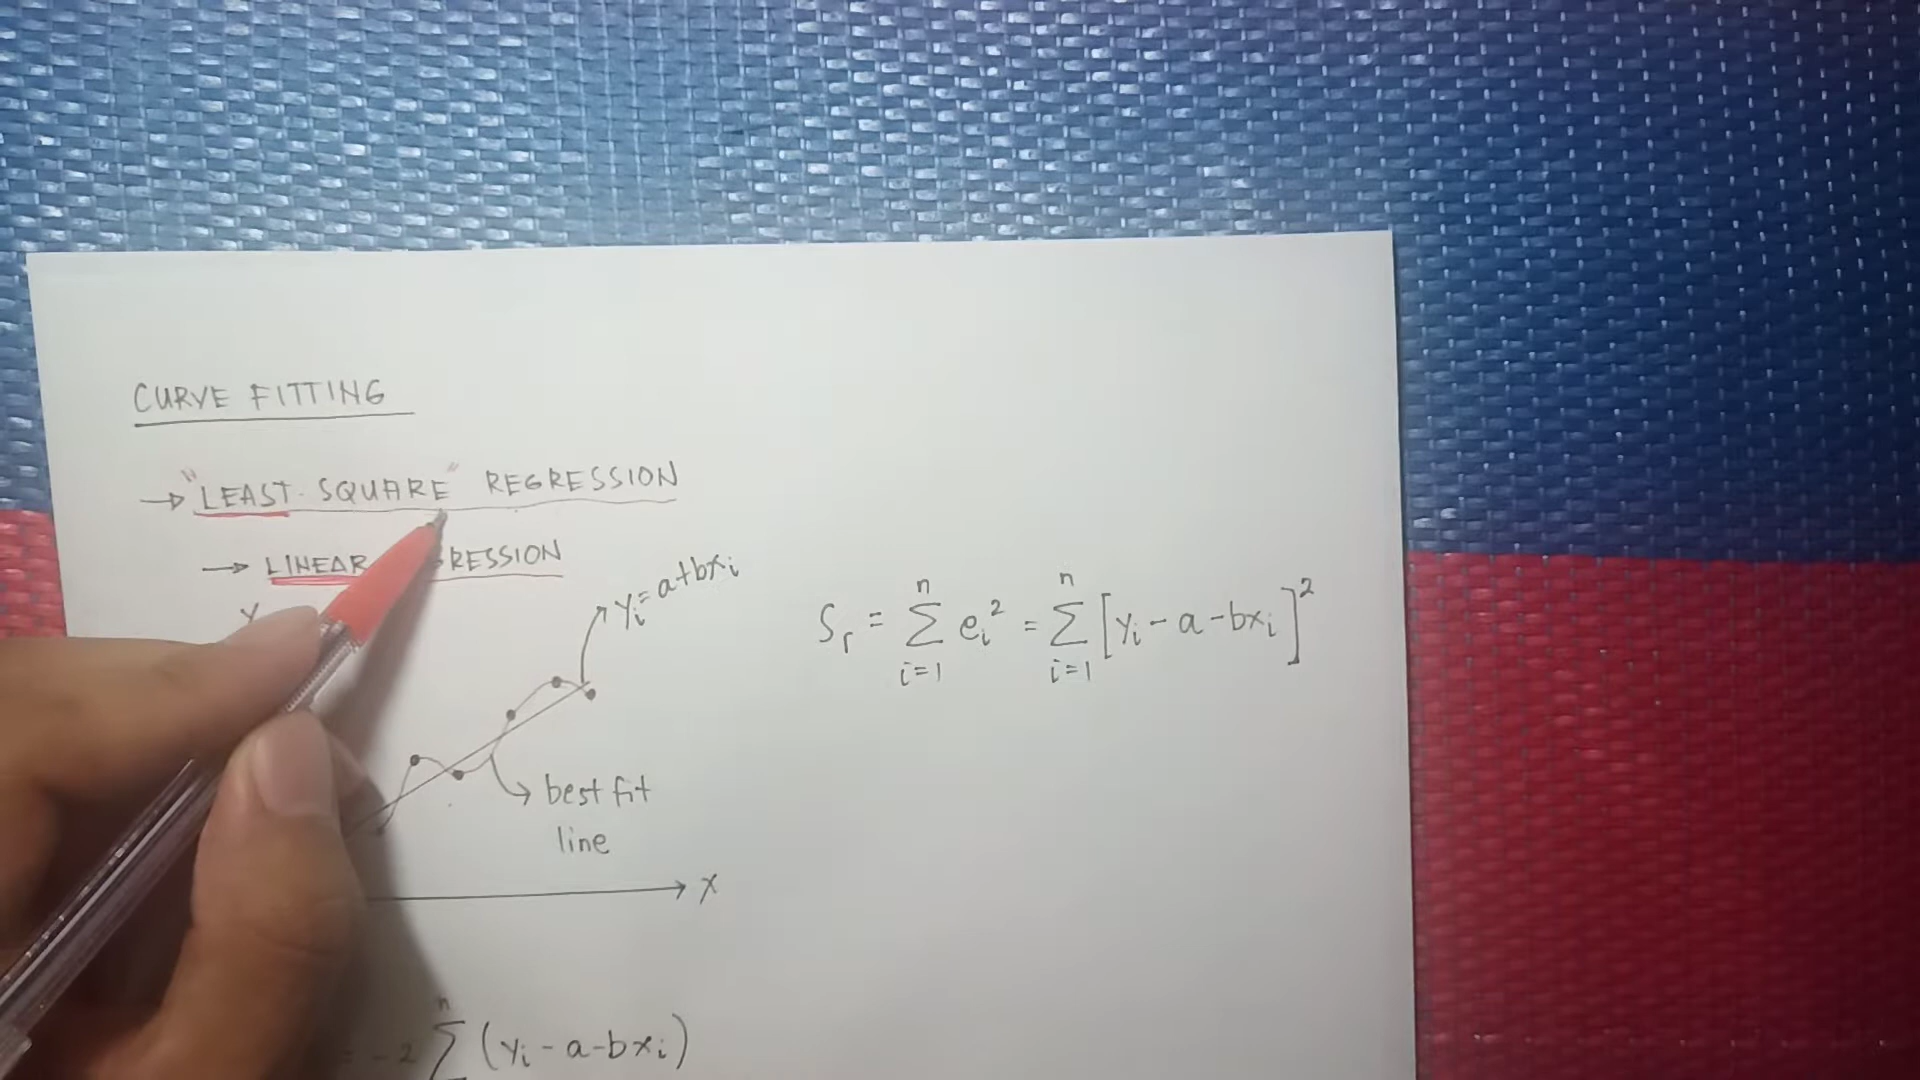 CURVE FITTING
→ "LEAST SQUARE" REGRESSION
→ LINEAR RESSION
Y
yᵢ = a+bxᵢ
best fit
line
X
n n
Sᵣ = Σ eᵢ² = Σ [yᵢ - a - bxᵢ]²
i=1 i=1
n
= -2 Σ (yᵢ - a - bxᵢ)